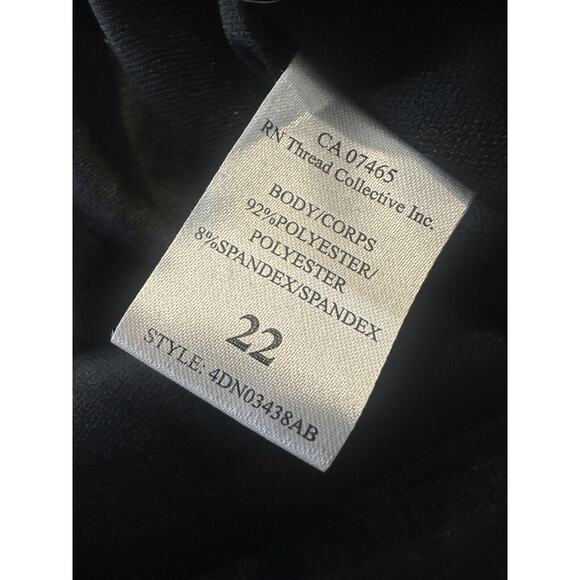 CA 07465
RN Thread Collective Inc.
BODY/CORPS
92%POLYESTER/
POLYESTER
8%SPANDEX/SPANDEX
22
STYLE: 4DN03438AB